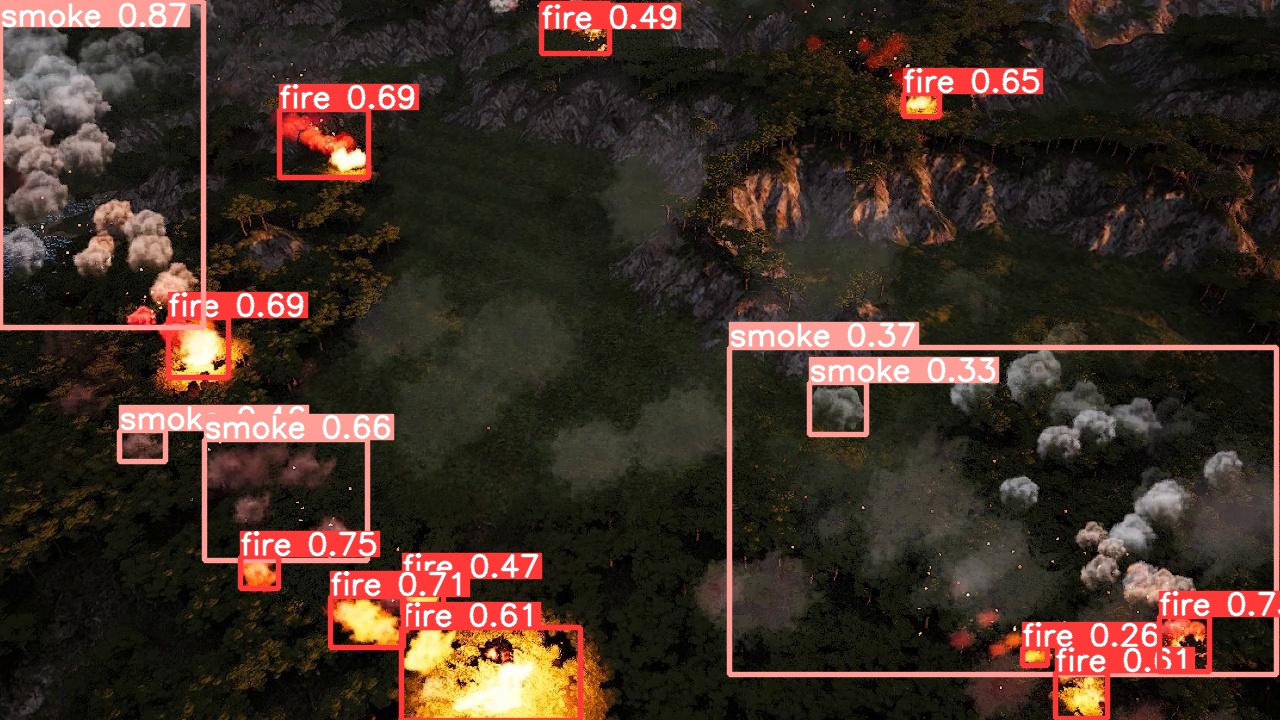 smoke 0.87
fire 0.49
fire 0.65
fire 0.69
fire 0.69
smoke 0.37
smoke 0.33
smoke 0.66
fire 0.75
fire 0.47
fire 0.71
fire 0.61
fire 0.26
fire 0.61